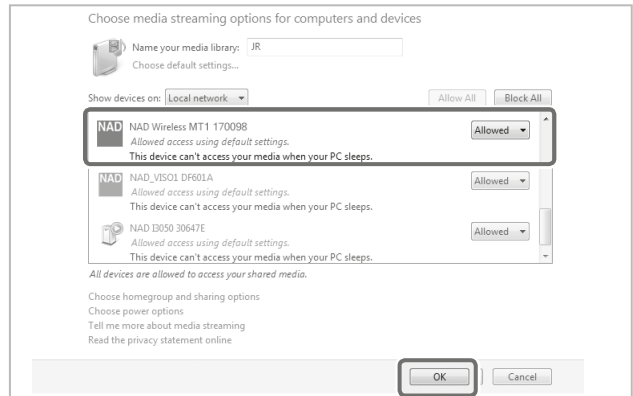 Choose media streaming options for computers and devices
Name your media library: JR
Choose default settings...
Show devices on: Local network
Allow All Block All
NAD NAD Wireless MT1 170098 Allowed
Allowed access using default settings.
This device can't access your media when your PC sleeps.
NAD NAD_VISO1 DF601A Allowed
Allowed access using default settings.
This device can't access your media when your PC sleeps.
NAD I3050 30647E Allowed
Allowed access using default settings.
This device can't access your media when your PC sleeps.
All devices are allowed to access your shared media.
Choose homegroup and sharing options
Choose power options
Tell me more about media streaming
Read the privacy statement online
OK Cancel